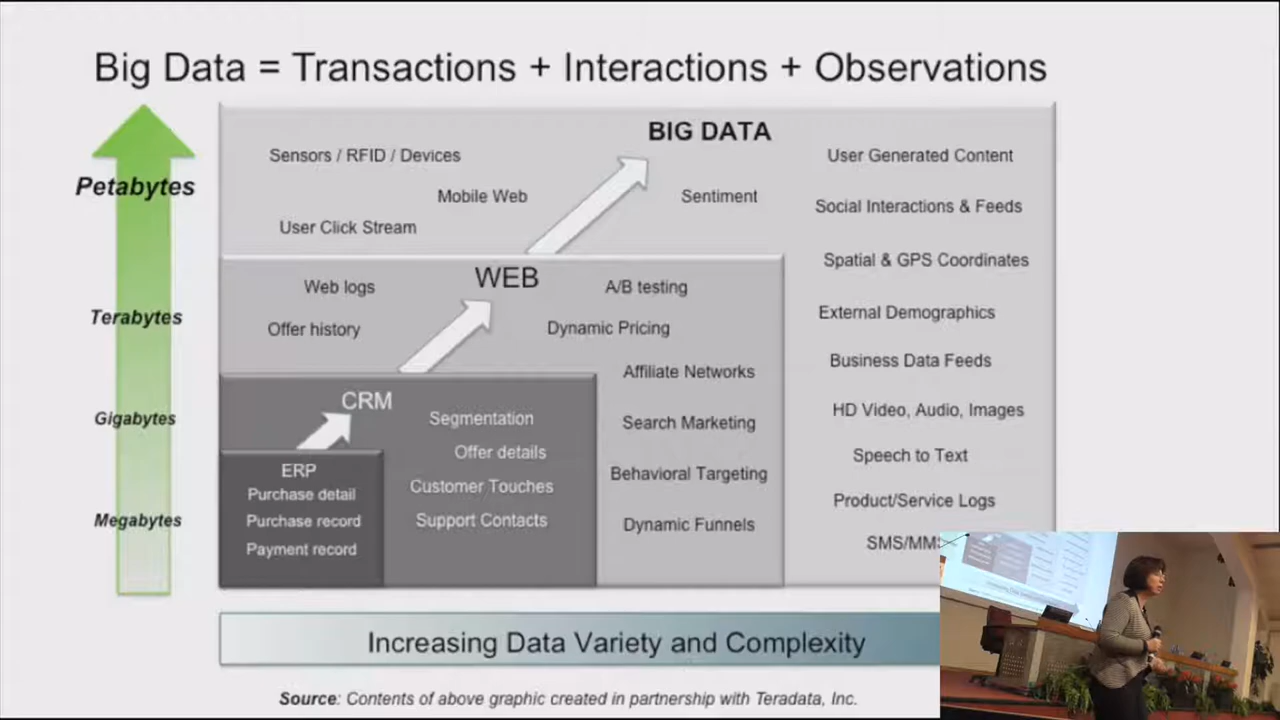 Big Data = Transactions + Interactions + Observations
Petabytes
Terabytes
Gigabytes
Megabytes
BIG DATA
Sensors / RFID / Devices
Mobile Web
User Click Stream
Sentiment
User Generated Content
Social Interactions & Feeds
Spatial & GPS Coordinates
External Demographics
Business Data Feeds
HD Video, Audio, Images
Speech to Text
Product/Service Logs
SMS/MMS
WEB
Web logs
Offer history
A/B testing
Dynamic Pricing
Affiliate Networks
Search Marketing
Behavioral Targeting
Dynamic Funnels
CRM
Segmentation
Offer details
Customer Touches
Support Contacts
ERP
Purchase detail
Purchase record
Payment record
Increasing Data Variety and Complexity
Source: Contents of above graphic created in partnership with Teradata, Inc.